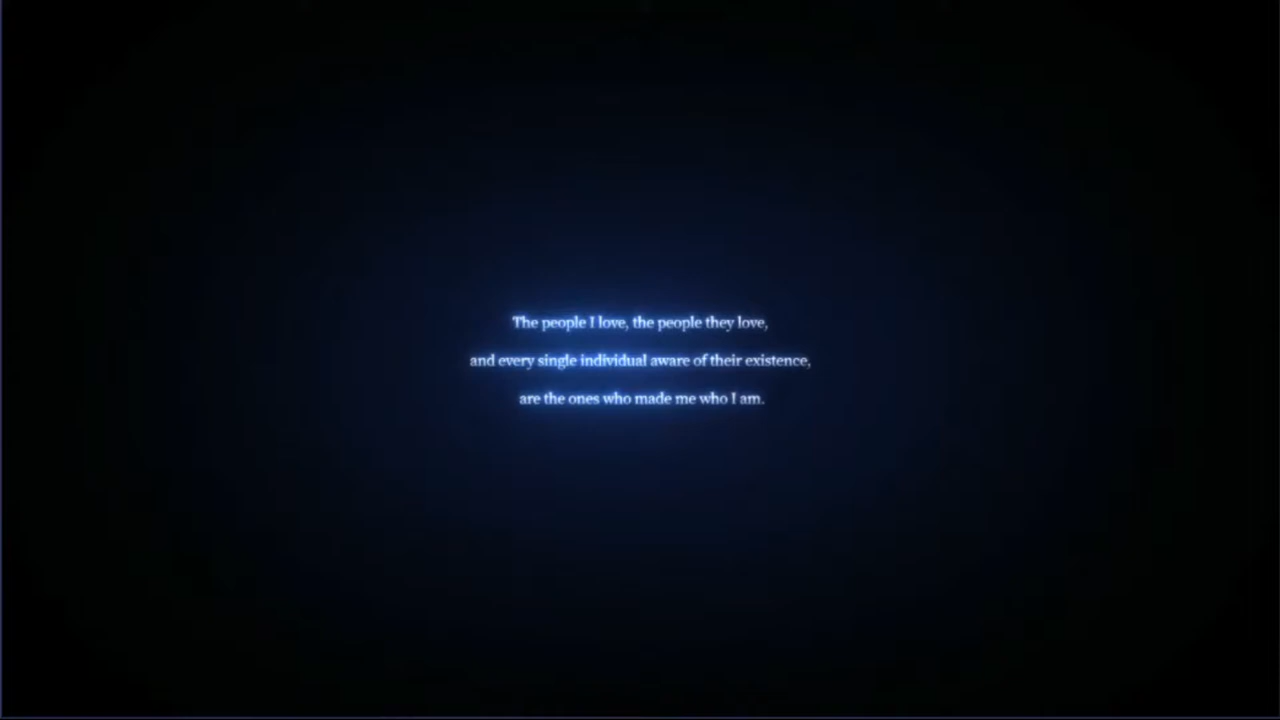 The people I love, the people they love,
and every single individual aware of their existence,
are the ones who made me who I am.